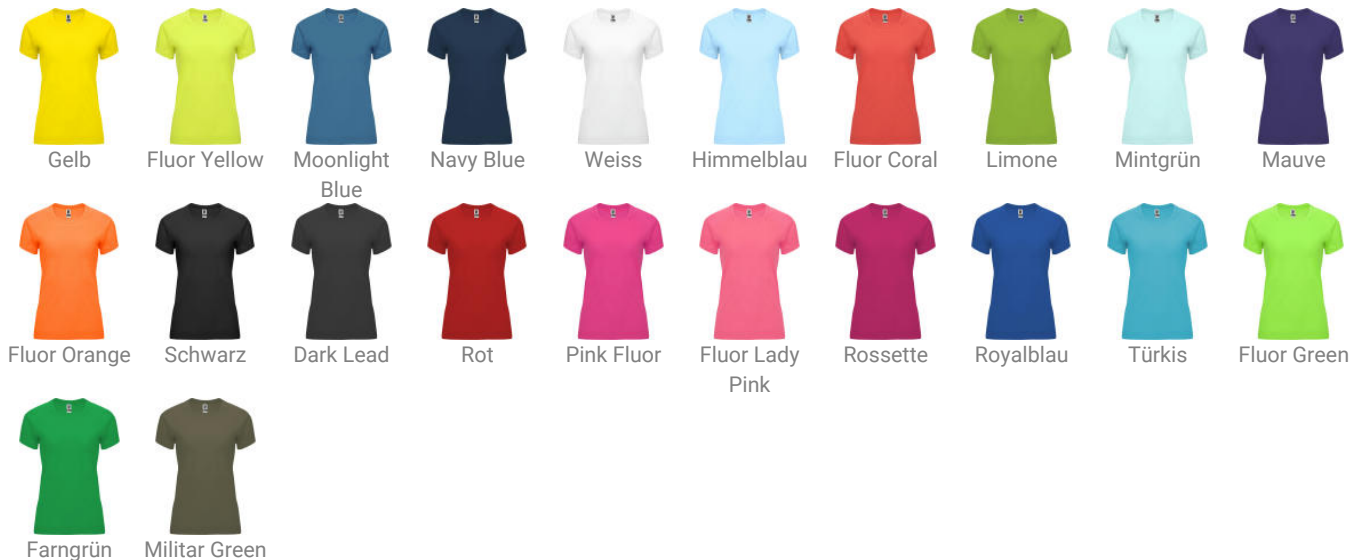 Gelb
Fluor Yellow
Moonlight
Blue
Navy Blue
Weiss
Himmelblau
Fluor Coral
Limone
Mintgrün
Mauve
Fluor Orange
Schwarz
Dark Lead
Rot
Pink Fluor
Fluor Lady
Pink
Rossette
Royalblau
Türkis
Fluor Green
Farngrün
Militar Green